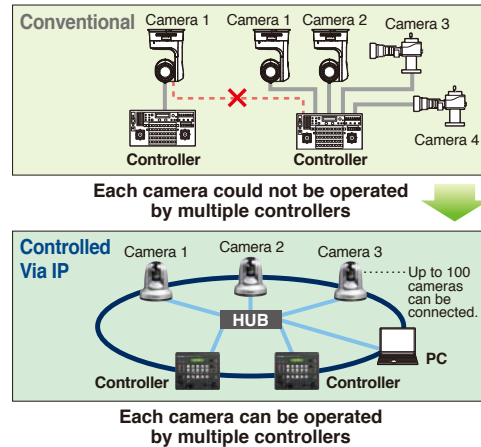 Conventional
Camera 1
Camera 1
Camera 2
Camera 3
Camera 4
Controller
Controller
Each camera could not be operated
by multiple controllers
Controlled
Via IP
Camera 1
Camera 2
Camera 3
Up to 100
cameras
can be
connected.
HUB
PC
Controller
Controller
Each camera can be operated
by multiple controllers